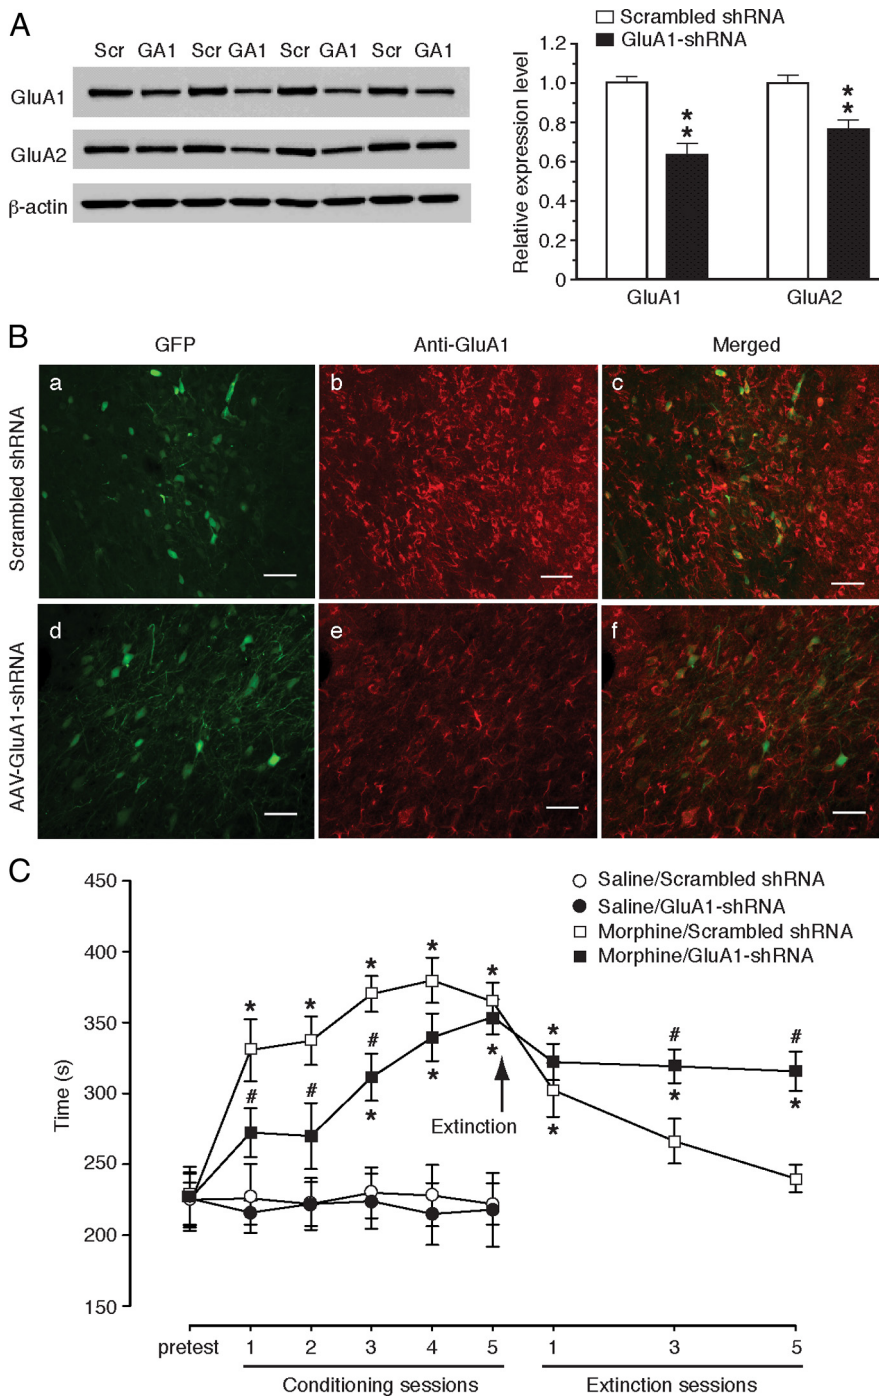 A
Scr GA1 Scr GA1 Scr GA1 Scr GA1
GluA1
GluA2
β-actin
Scrambled shRNA
GluA1-shRNA
Relative expression level
1.2
1.0
0.8
0.6
0.4
0.2
0
**
**
GluA1 GluA2
B
GFP Anti-GluA1 Merged
Scrambled shRNA
a b c
AAV-GluA1-shRNA
d e f
C
Time (s)
450
400
350
300
250
200
150
Saline/Scrambled shRNA
Saline/GluA1-shRNA
Morphine/Scrambled shRNA
Morphine/GluA1-shRNA
* * * * * * # #
# # # * * * * * *
Extinction
pretest 1 2 3 4 5 1 3 5
Conditioning sessions Extinction sessions